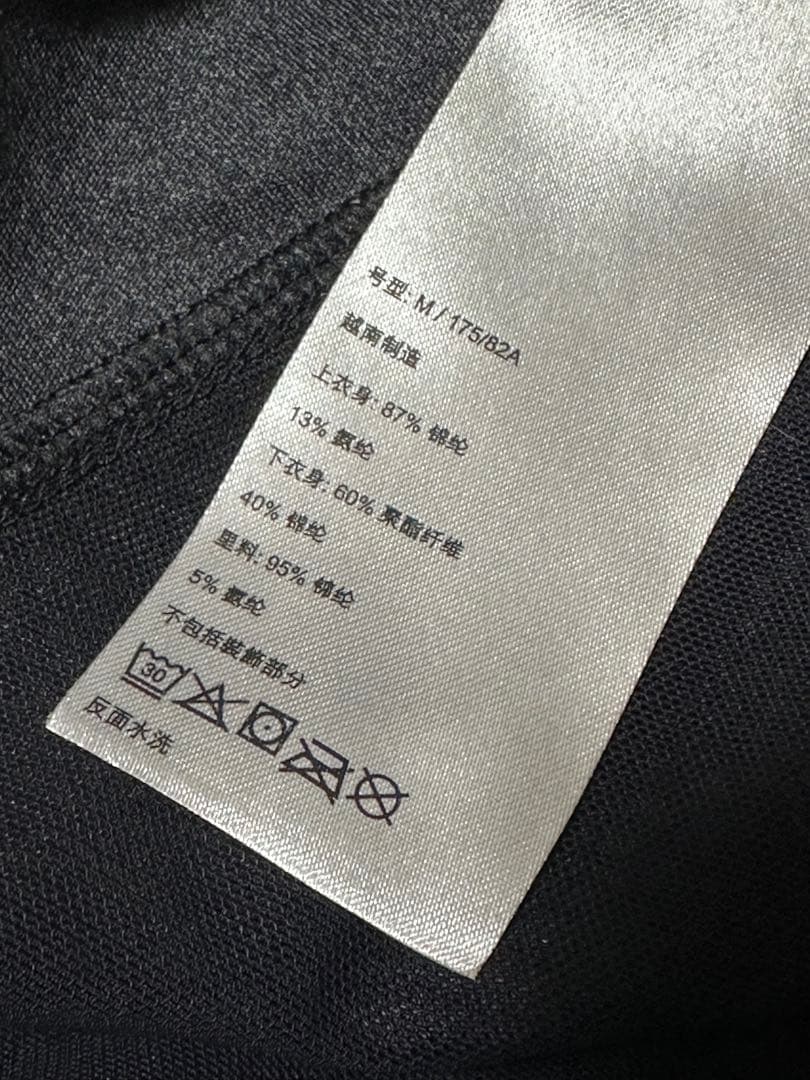 号型: M / 175/82A
越南制造
上衣身: 87% 锦纶
13% 氨纶
下衣身: 60% 聚酯纤维
40% 锦纶
里料: 95% 锦纶
5% 氨纶
不包括装饰部分
30
反面水洗